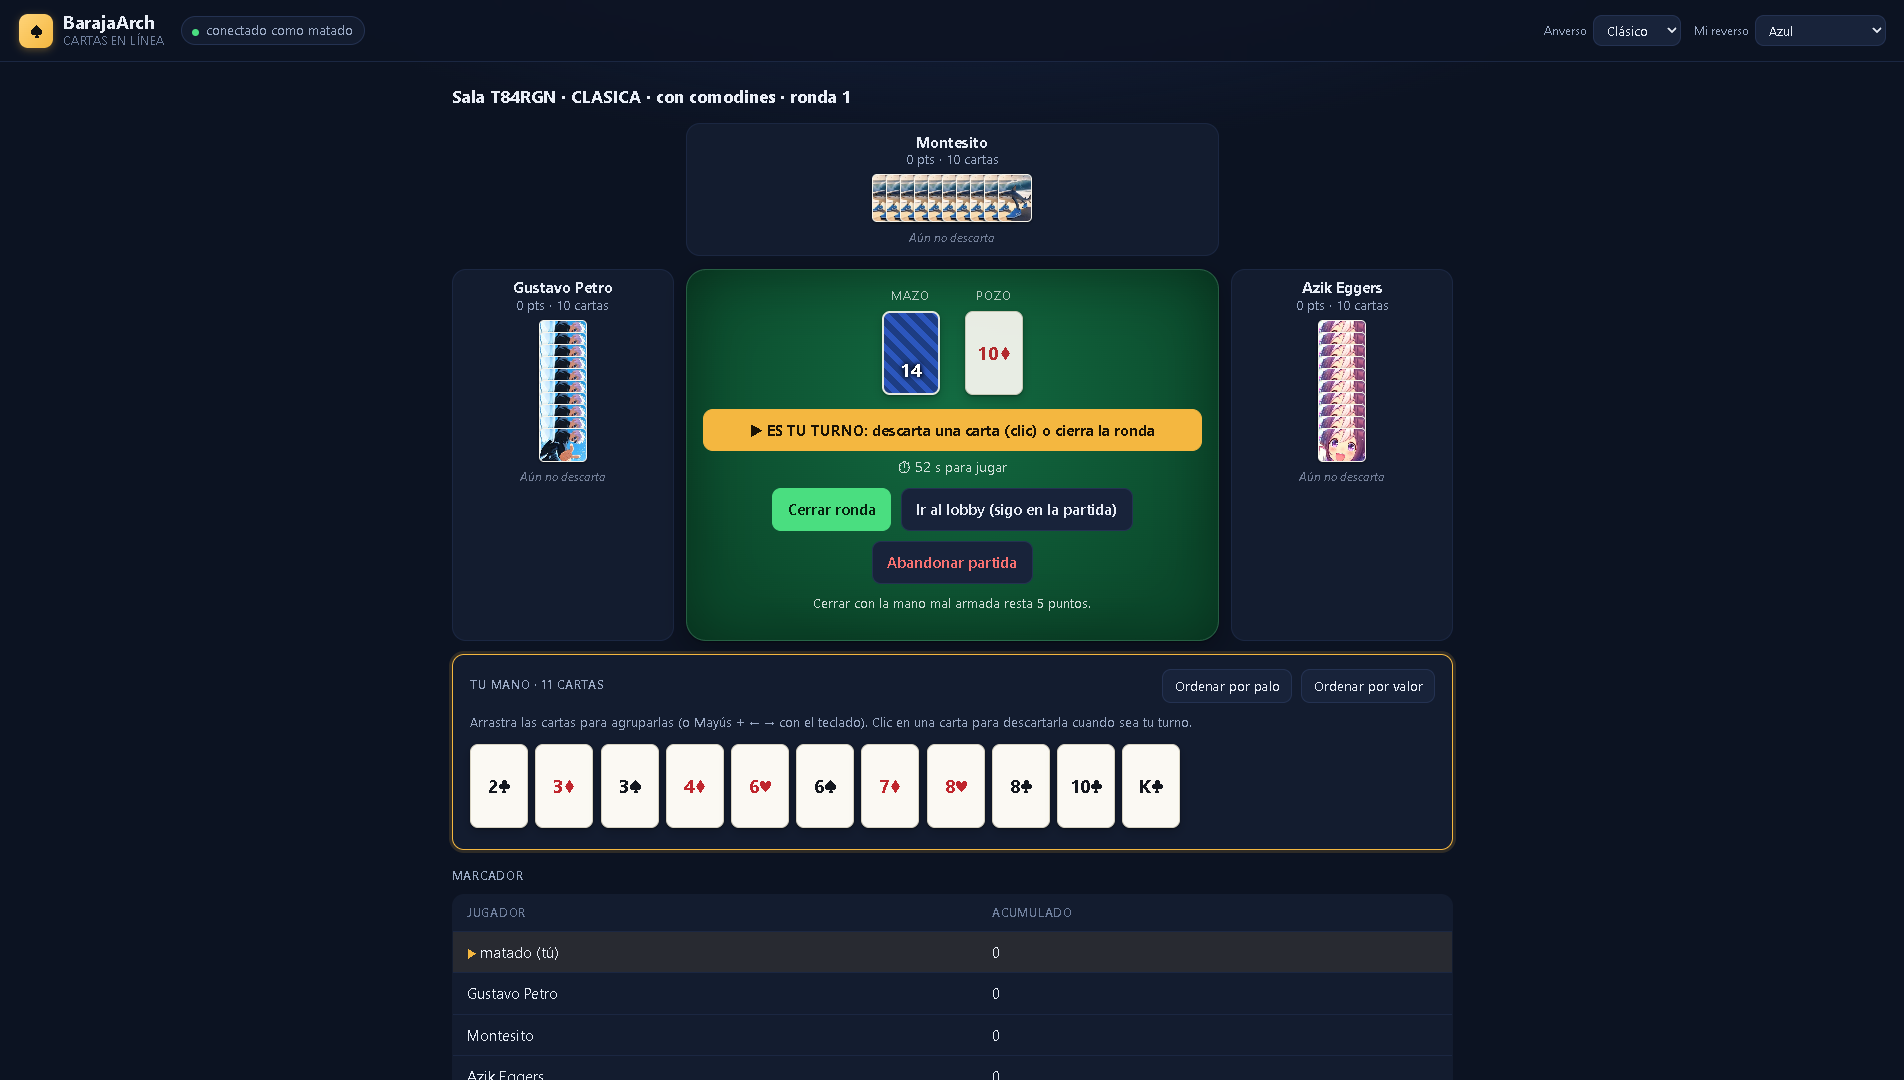 ♠ BarajaArch
CARTAS EN LÍNEA
conectado como matado
Anverso Clásico Mi reverso Azul
Sala T84RGN · CLASICA · con comodines · ronda 1
Montesito
0 pts · 10 cartas
Aún no descarta
Gustavo Petro
0 pts · 10 cartas
Aún no descarta
MAZO POZO
14 10♦
▶ ES TU TURNO: descarta una carta (clic) o cierra la ronda
⏱ 52 s para jugar
Cerrar ronda Ir al lobby (sigo en la partida)
Abandonar partida
Cerrar con la mano mal armada resta 5 puntos.
Azik Eggers
0 pts · 10 cartas
Aún no descarta
TU MANO · 11 CARTAS Ordenar por palo Ordenar por valor
Arrastra las cartas para agruparlas (o Mayús + ← → con el teclado). Clic en una carta para descartarla cuando sea tu turno.
2♣ 3♦ 3♠ 4♦ 6♥ 6♠ 7♦ 8♥ 8♣ 10♣ K♣
MARCADOR
JUGADOR ACUMULADO
▶ matado (tú) 0
Gustavo Petro 0
Montesito 0
Azik Eggers 0